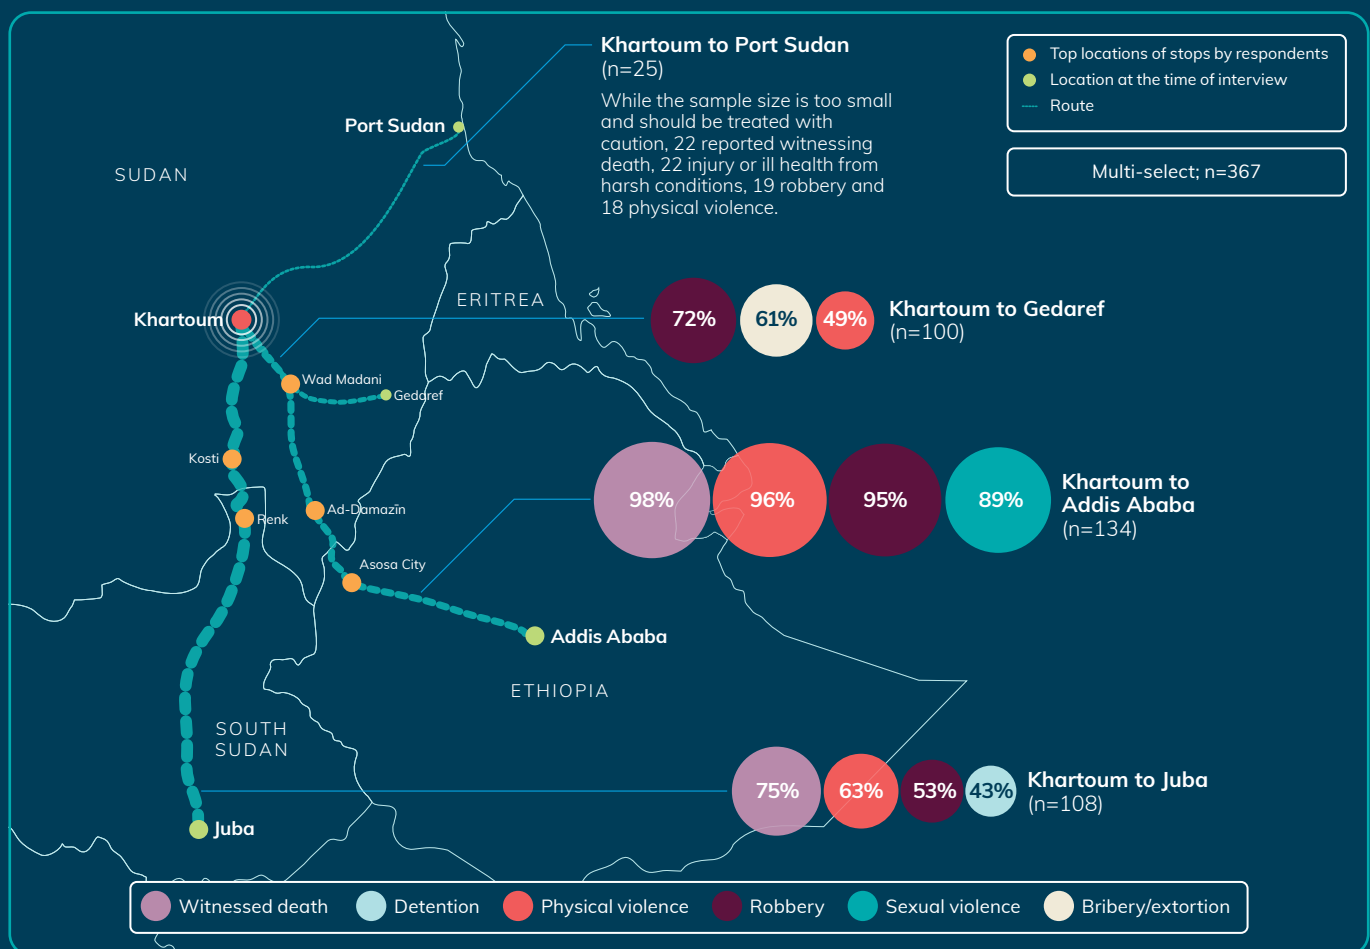 Khartoum to Port Sudan
(n=25)
While the sample size is too small
and should be treated with
caution, 22 reported witnessing
death, 22 injury or ill health from
harsh conditions, 19 robbery and
18 physical violence.
Top locations of stops by respondents
Location at the time of interview
Route
Multi-select; n=367
Port Sudan
SUDAN
ERITREA
Khartoum
72%
61%
49%
Khartoum to Gedaref
(n=100)
Wad Madani
Gedaref
Kosti
Renk
Ad-Damazīn
Asosa City
98%
96%
95%
89%
Khartoum to
Addis Ababa
(n=134)
Addis Ababa
ETHIOPIA
SOUTH
SUDAN
75%
63%
53%
43%
Khartoum to Juba
(n=108)
Juba
Witnessed death
Detention
Physical violence
Robbery
Sexual violence
Bribery/extortion